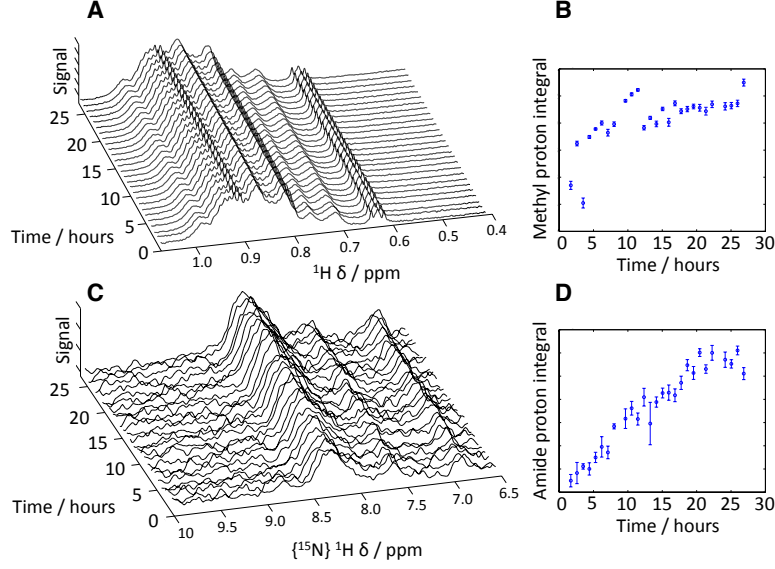 A
Signal
25
20
15
10
5
0
Time / hours
1.0
0.9
0.8
0.7
0.6
0.5
0.4
¹H δ / ppm
B
Methyl proton integral
0
5
10
15
20
25
30
Time / hours
C
Signal
25
20
15
10
5
0
Time / hours
10
9.5
9.0
8.5
8.0
7.5
7.0
6.5
{¹⁵N} ¹H δ / ppm
D
Amide proton integral
0
5
10
15
20
25
30
Time / hours